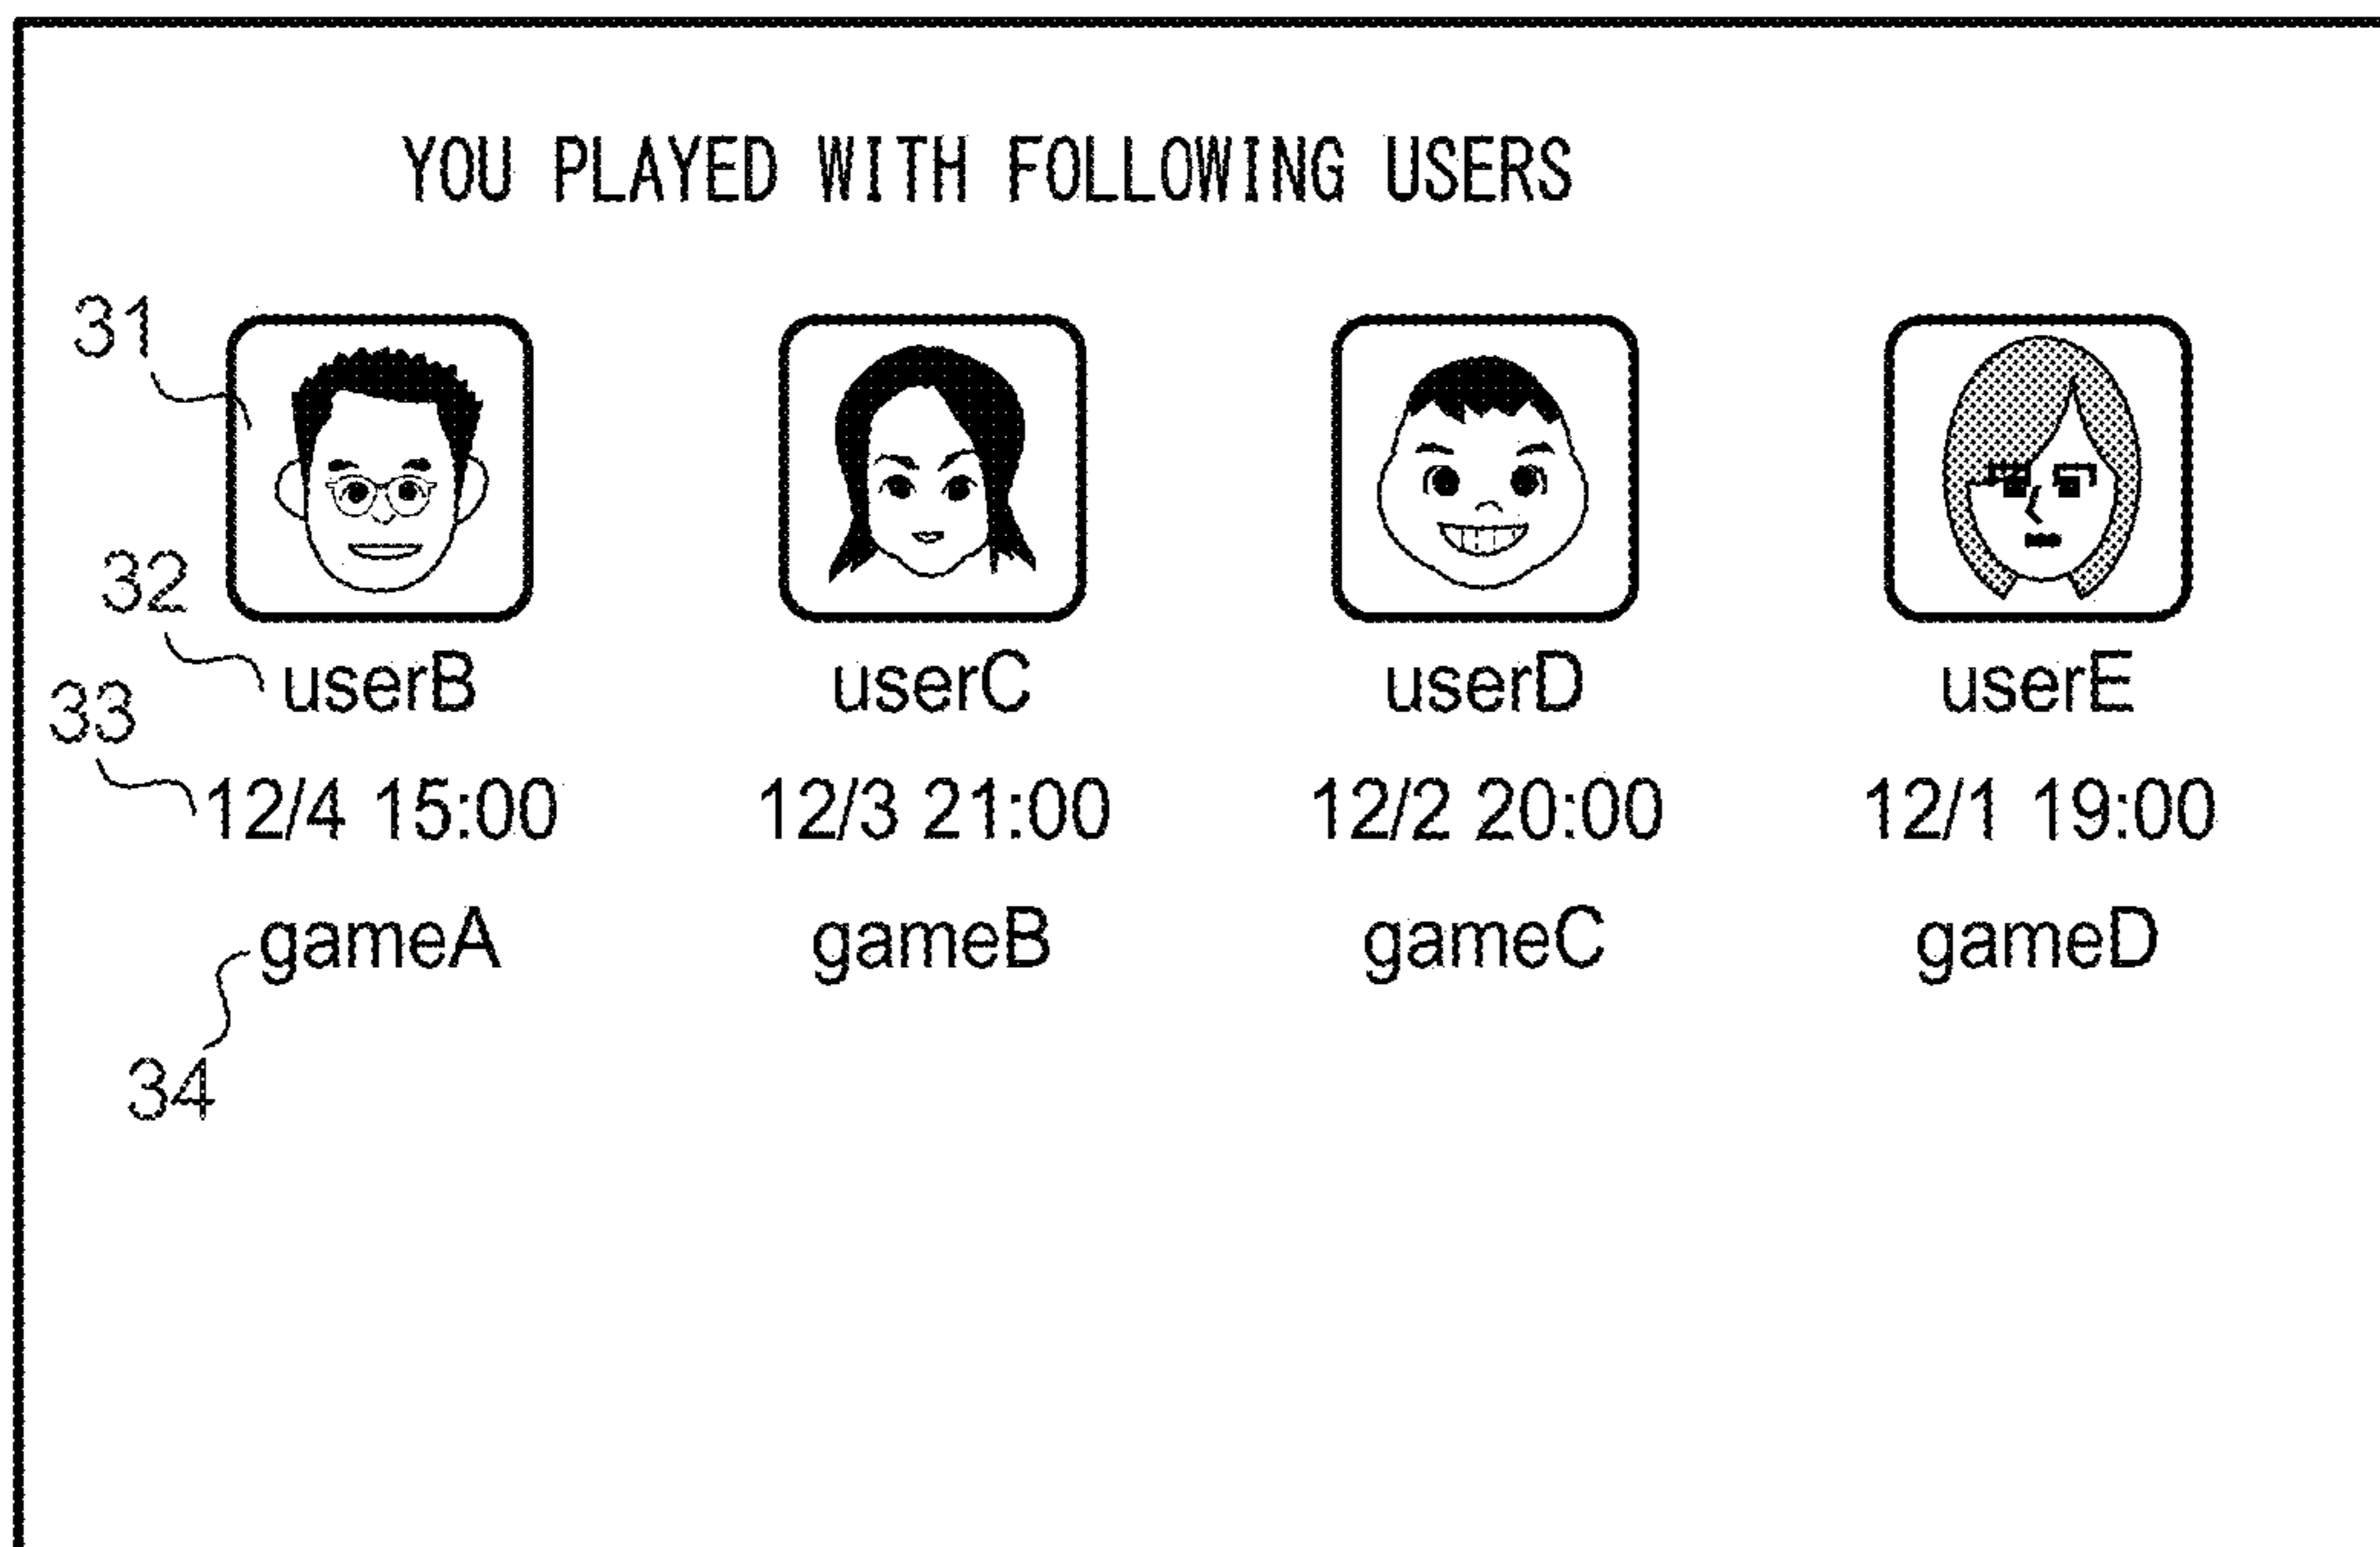 YOU PLAYED WITH FOLLOWING USERS
31
32
userB userC userD userE
33
12/4 15:00 12/3 21:00 12/2 20:00 12/1 19:00
gameA gameB gameC gameD
34